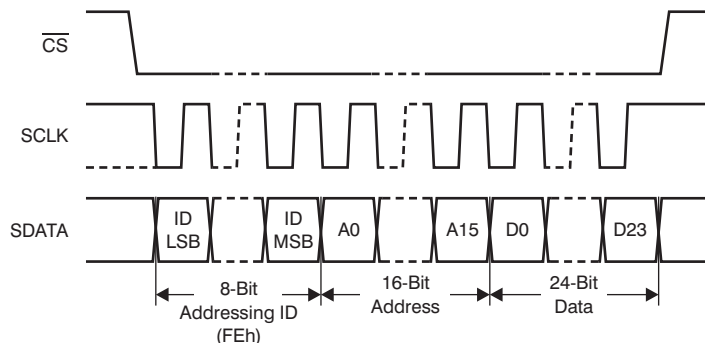 CS
SCLK
SDATA
ID
LSB
ID
MSB
A0
A15
D0
D23
8-Bit
Addressing ID
(FEh)
16-Bit
Address
24-Bit
Data